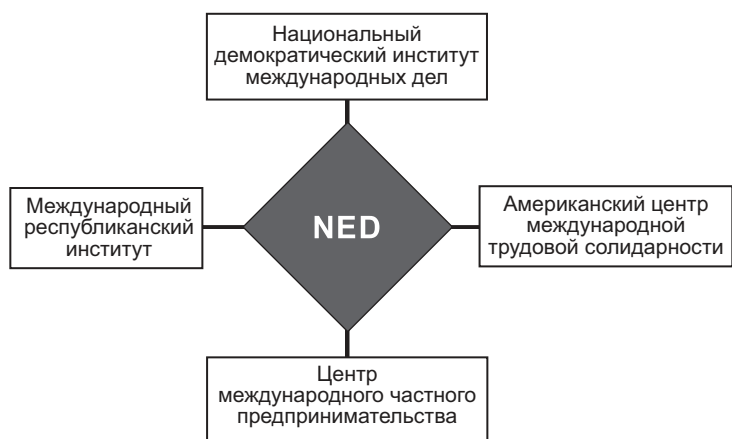 Национальный
демократический институт
международных дел
Международный
республиканский
институт
NED
Американский центр
международной
трудовой солидарности
Центр
международного частного
предпринимательства